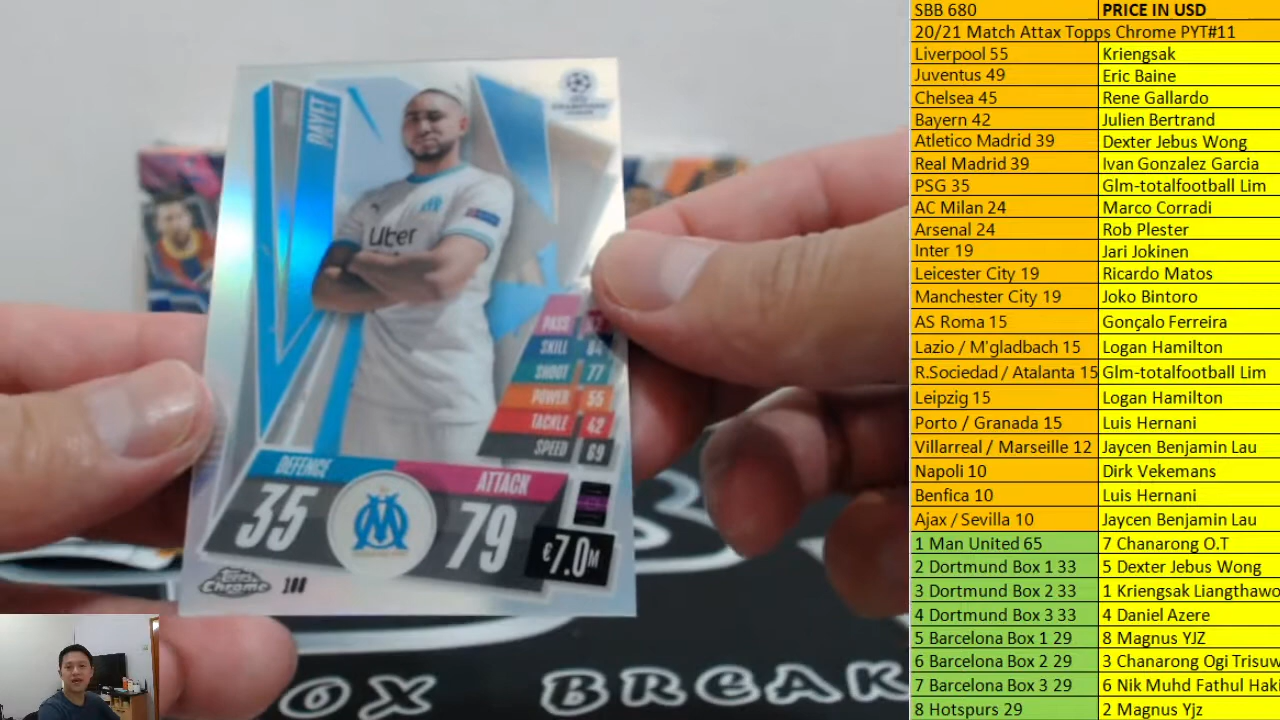 PAYET
CHAMPIONS
LEAGUE
Uber
PASS
SKILL 84
SHOOT 77
POWER 55
TACKLE 42
SPEED 69
DEFENCE
ATTACK
35
79
€7.0M
Topps
Chrome
100
OX BREAK
SBB 680 PRICE IN USD
20/21 Match Attax Topps Chrome PYT#11
Liverpool 55 Kriengsak
Juventus 49 Eric Baine
Chelsea 45 Rene Gallardo
Bayern 42 Julien Bertrand
Atletico Madrid 39 Dexter Jebus Wong
Real Madrid 39 Ivan Gonzalez Garcia
PSG 35 Glm-totalfootball Lim
AC Milan 24 Marco Corradi
Arsenal 24 Rob Plester
Inter 19 Jari Jokinen
Leicester City 19 Ricardo Matos
Manchester City 19 Joko Bintoro
AS Roma 15 Gonçalo Ferreira
Lazio / M'gladbach 15 Logan Hamilton
R.Sociedad / Atalanta 15 Glm-totalfootball Lim
Leipzig 15 Logan Hamilton
Porto / Granada 15 Luis Hernani
Villarreal / Marseille 12 Jaycen Benjamin Lau
Napoli 10 Dirk Vekemans
Benfica 10 Luis Hernani
Ajax / Sevilla 10 Jaycen Benjamin Lau
1 Man United 65 7 Chanarong O.T
2 Dortmund Box 1 33 5 Dexter Jebus Wong
3 Dortmund Box 2 33 1 Kriengsak Liangthawo
4 Dortmund Box 3 33 4 Daniel Azere
5 Barcelona Box 1 29 8 Magnus YJZ
6 Barcelona Box 2 29 3 Chanarong Ogi Trisuw
7 Barcelona Box 3 29 6 Nik Muhd Fathul Haki
8 Hotspurs 29 2 Magnus Yjz